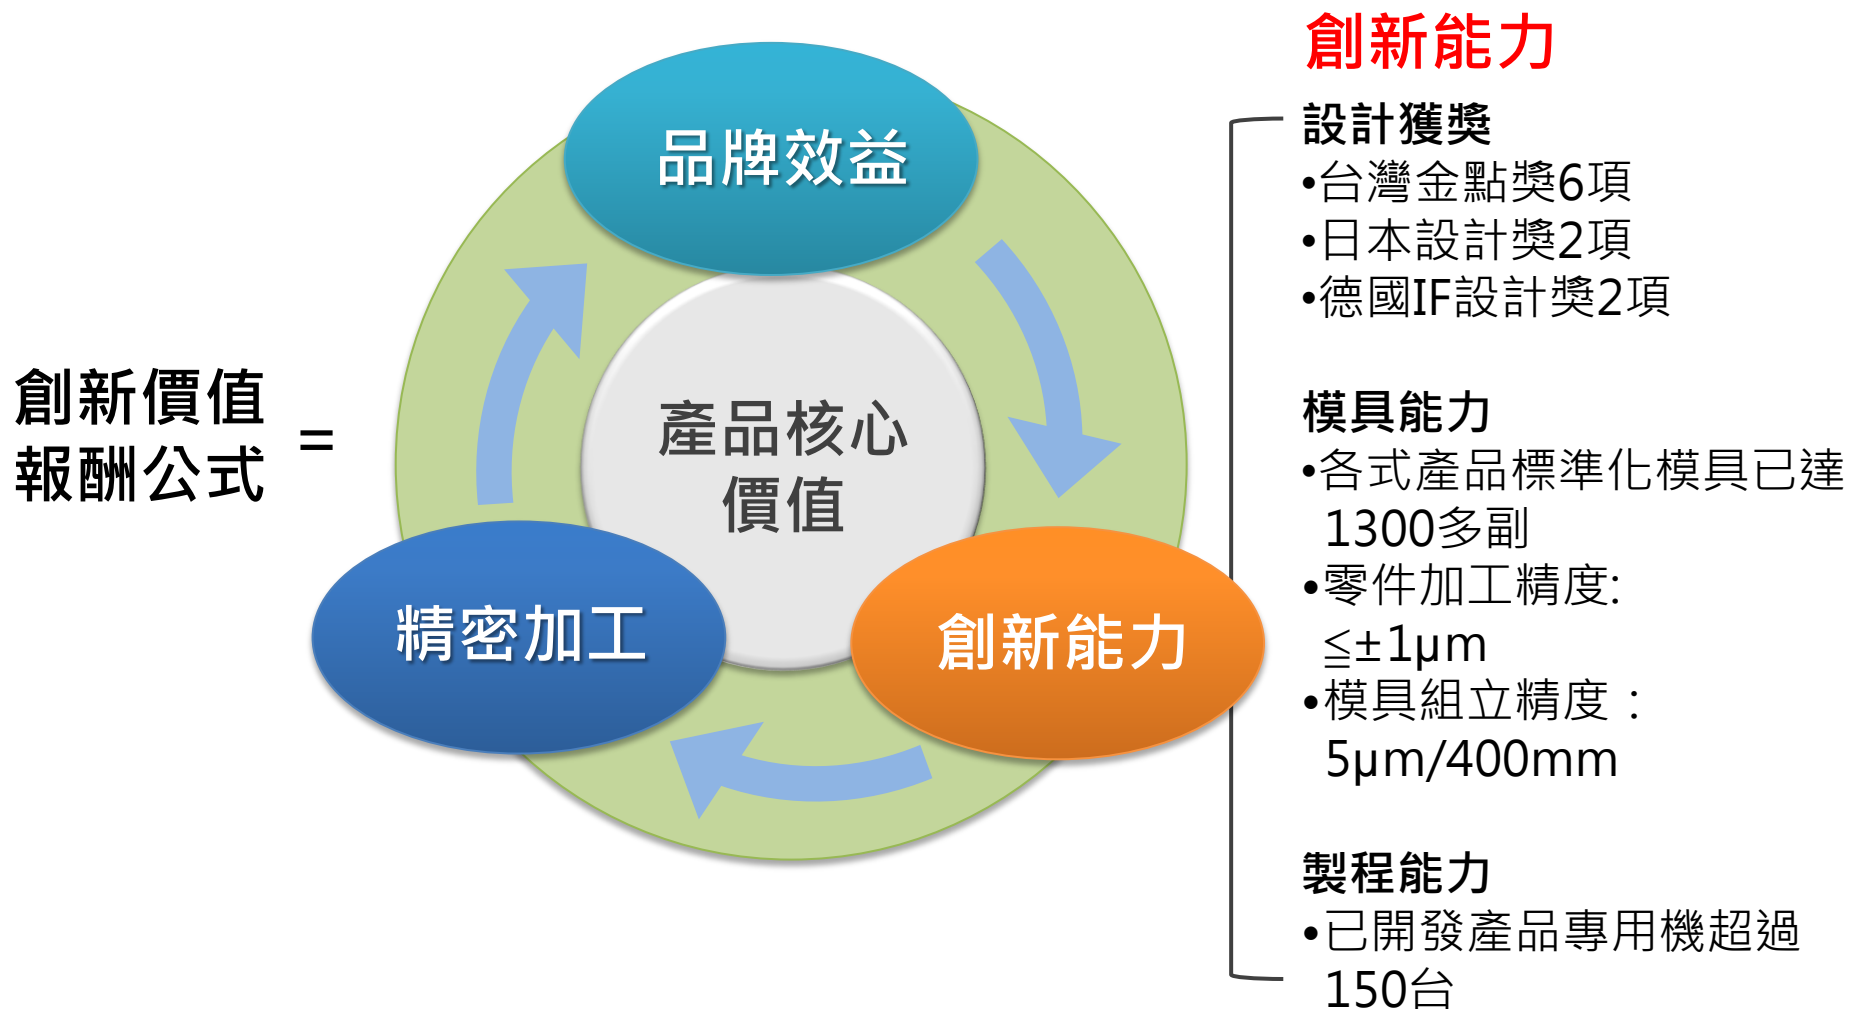 創新價值
報酬公式
=
品牌效益
產品核心
價值
精密加工
創新能力
創新能力
設計獲獎
•台灣金點獎6項
•日本設計獎2項
•德國IF設計獎2項
模具能力
•各式產品標準化模具已達
1300多副
•零件加工精度:
≦±1μm
•模具組立精度：
5μm/400mm
製程能力
•已開發產品專用機超過
150台